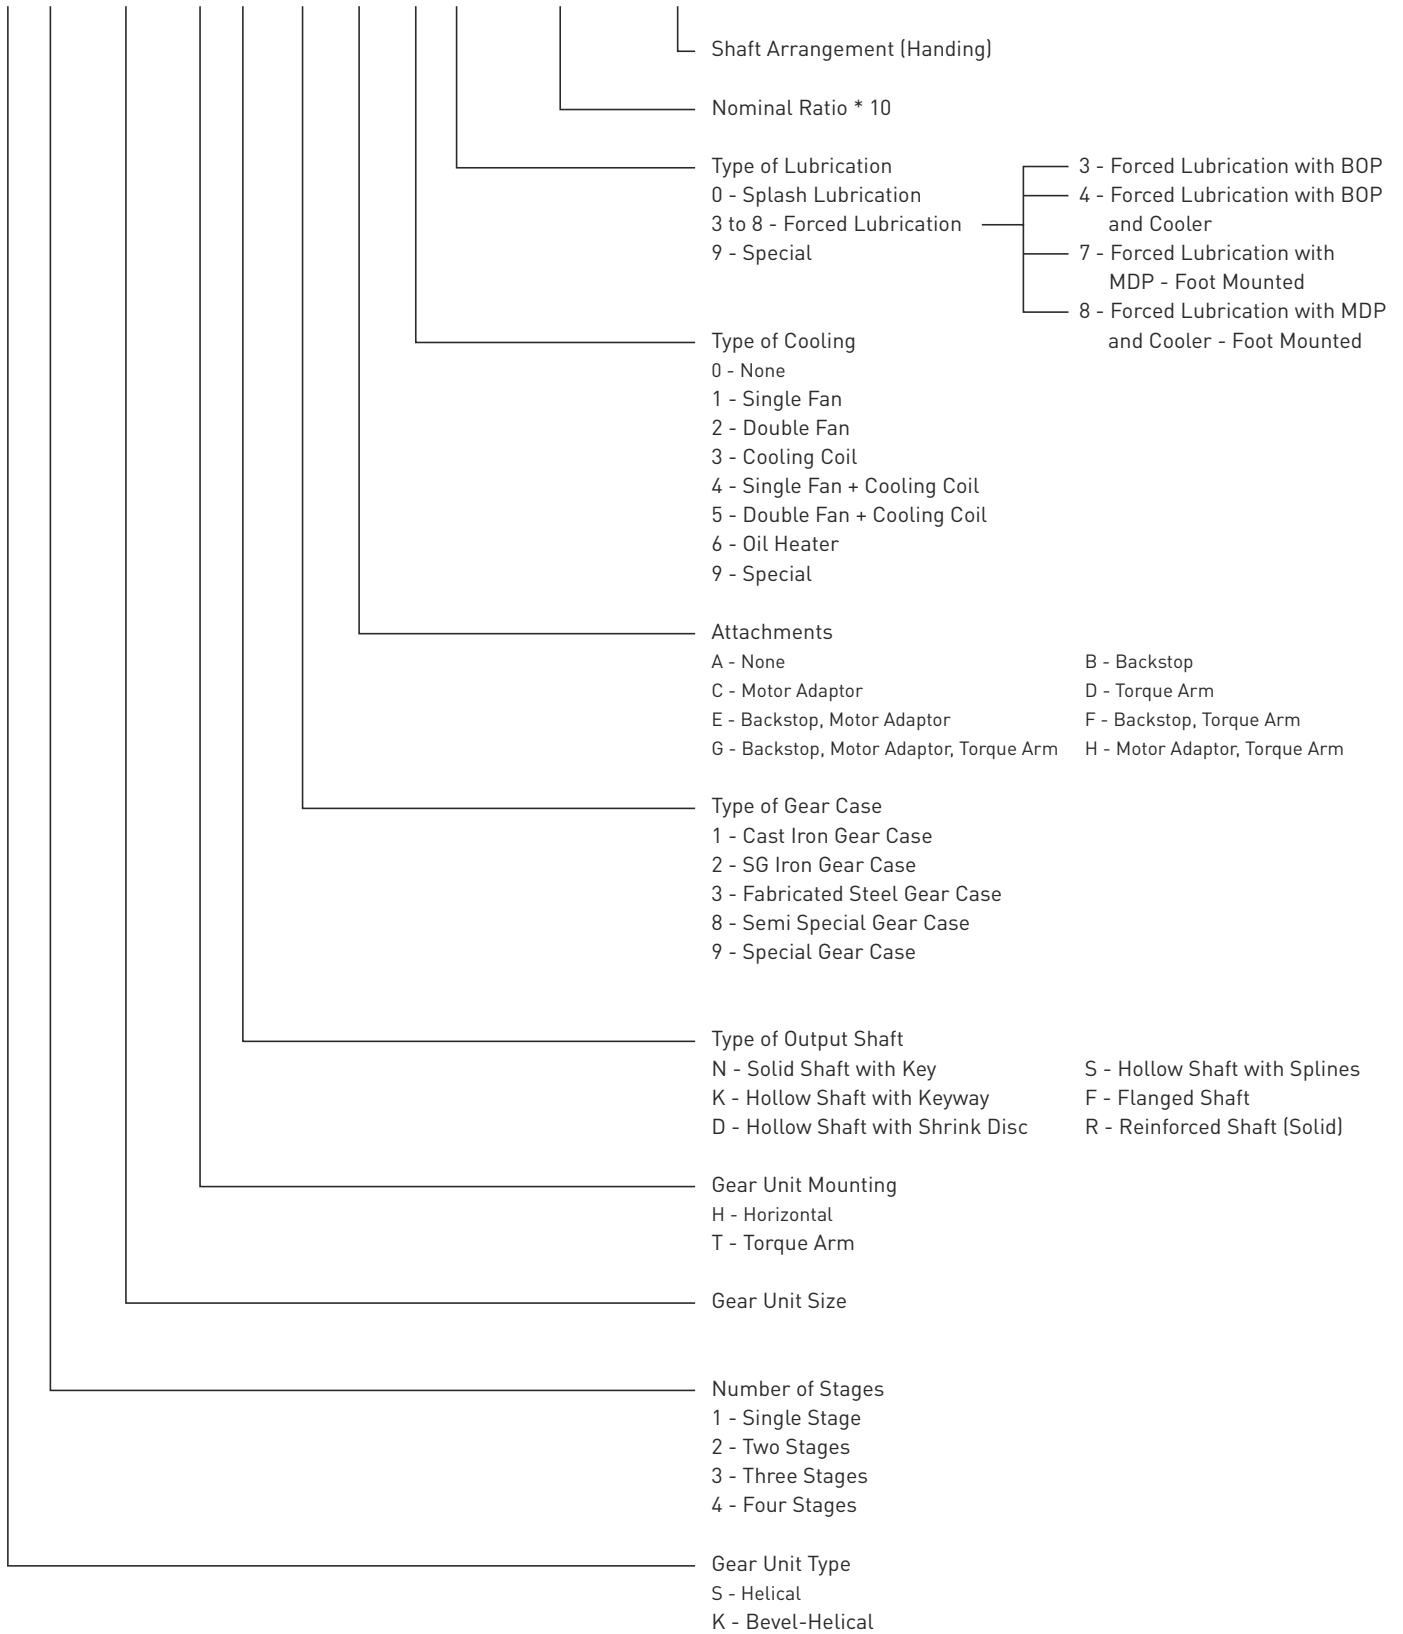 Shaft Arrangement (Handing)
Nominal Ratio * 10
Type of Lubrication
0 - Splash Lubrication
3 to 8 - Forced Lubrication
9 - Special
3 - Forced Lubrication with BOP
4 - Forced Lubrication with BOP
and Cooler
7 - Forced Lubrication with
MDP - Foot Mounted
8 - Forced Lubrication with MDP
and Cooler - Foot Mounted
Type of Cooling
0 - None
1 - Single Fan
2 - Double Fan
3 - Cooling Coil
4 - Single Fan + Cooling Coil
5 - Double Fan + Cooling Coil
6 - Oil Heater
9 - Special
Attachments
A - None
B - Backstop
C - Motor Adaptor
D - Torque Arm
E - Backstop, Motor Adaptor
F - Backstop, Torque Arm
G - Backstop, Motor Adaptor, Torque Arm
H - Motor Adaptor, Torque Arm
Type of Gear Case
1 - Cast Iron Gear Case
2 - SG Iron Gear Case
3 - Fabricated Steel Gear Case
8 - Semi Special Gear Case
9 - Special Gear Case
Type of Output Shaft
N - Solid Shaft with Key
S - Hollow Shaft with Splines
K - Hollow Shaft with Keyway
F - Flanged Shaft
D - Hollow Shaft with Shrink Disc
R - Reinforced Shaft (Solid)
Gear Unit Mounting
H - Horizontal
T - Torque Arm
Gear Unit Size
Number of Stages
1 - Single Stage
2 - Two Stages
3 - Three Stages
4 - Four Stages
Gear Unit Type
S - Helical
K - Bevel-Helical